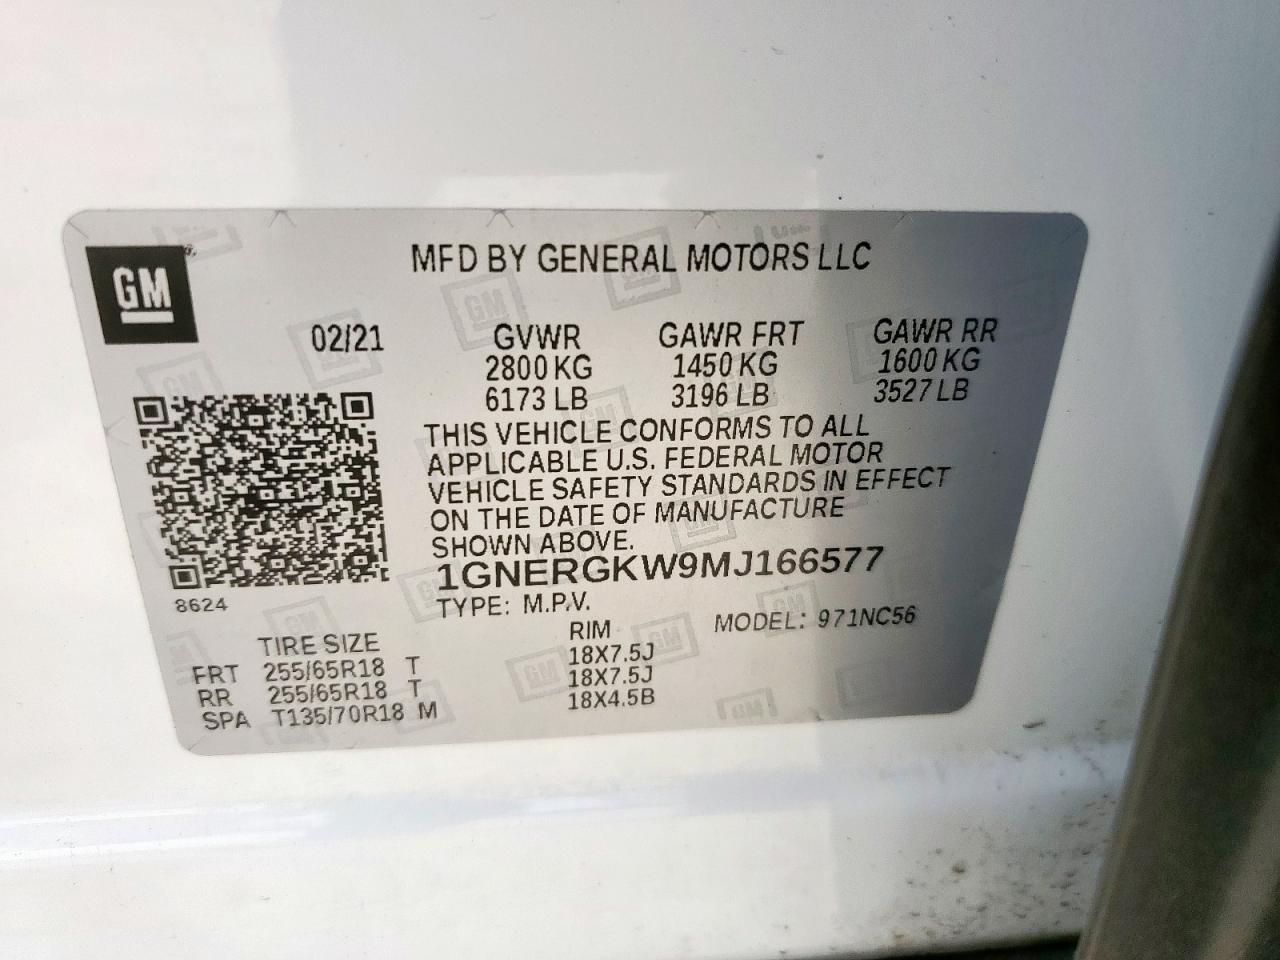 GM
MFD BY GENERAL MOTORS LLC
02/21 GVWR GAWR FRT GAWR RR
2800 KG 1450 KG 1600 KG
6173 LB 3196 LB 3527 LB
THIS VEHICLE CONFORMS TO ALL
APPLICABLE U.S. FEDERAL MOTOR
VEHICLE SAFETY STANDARDS IN EFFECT
ON THE DATE OF MANUFACTURE
SHOWN ABOVE.
1GNERGKW9MJ166577
8624 TYPE: M.P.V. MODEL: 971NC56
TIRE SIZE RIM
FRT 255/65R18 T 18X7.5J
RR 255/65R18 T 18X7.5J
SPA T135/70R18 M 18X4.5B